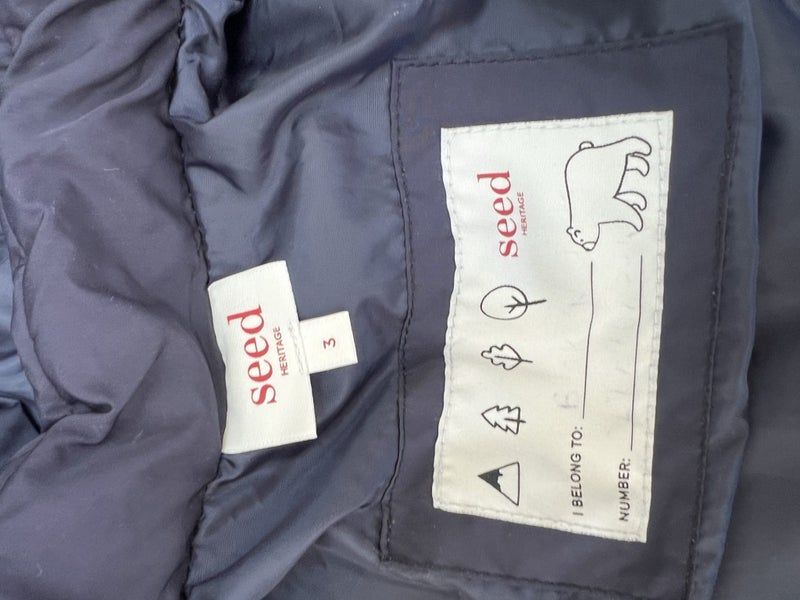 seed
HERITAGE
3
seed
HERITAGE
I BELONG TO:
NUMBER: